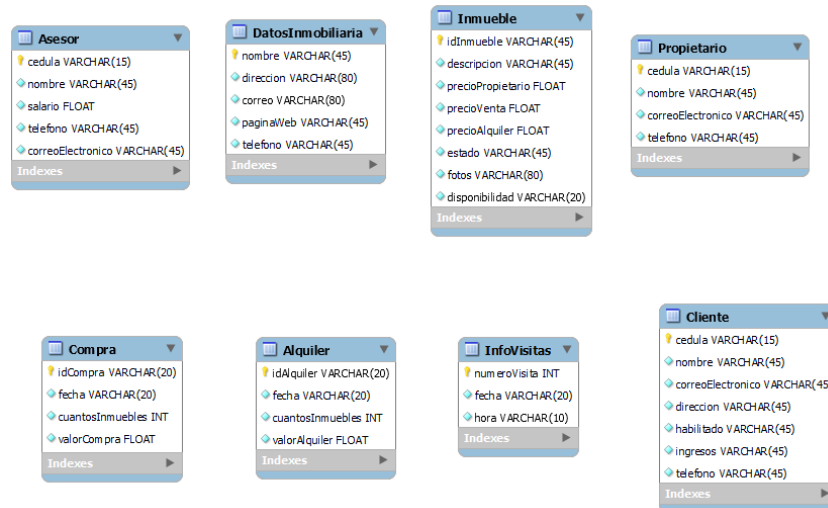 Asesor
cedula VARCHAR(15)
nombre VARCHAR(45)
salario FLOAT
telefono VARCHAR(45)
correoElectronico VARCHAR(45)
Indexes
DatosInmobiliaria
nombre VARCHAR(45)
direccion VARCHAR(80)
correo VARCHAR(80)
paginaWeb VARCHAR(45)
telefono VARCHAR(45)
Indexes
Inmueble
idInmueble VARCHAR(45)
descripcion VARCHAR(45)
precioPropietario FLOAT
precioVenta FLOAT
precioAlquiler FLOAT
estado VARCHAR(45)
fotos VARCHAR(80)
disponibilidad VARCHAR(20)
Indexes
Propietario
cedula VARCHAR(15)
nombre VARCHAR(45)
correoElectronico VARCHAR(45)
telefono VARCHAR(45)
Indexes
Compra
idCompra VARCHAR(20)
fecha VARCHAR(20)
cuantosInmuebles INT
valorCompra FLOAT
Indexes
Alquiler
idAlquiler VARCHAR(20)
fecha VARCHAR(20)
cuantosInmuebles INT
valorAlquiler FLOAT
Indexes
InfoVisitas
numeroVisita INT
fecha VARCHAR(20)
hora VARCHAR(10)
Indexes
Cliente
cedula VARCHAR(15)
nombre VARCHAR(45)
correoElectronico VARCHAR(45
direccion VARCHAR(45)
habilitado VARCHAR(45)
ingresos VARCHAR(45)
telefono VARCHAR(45)
Indexes